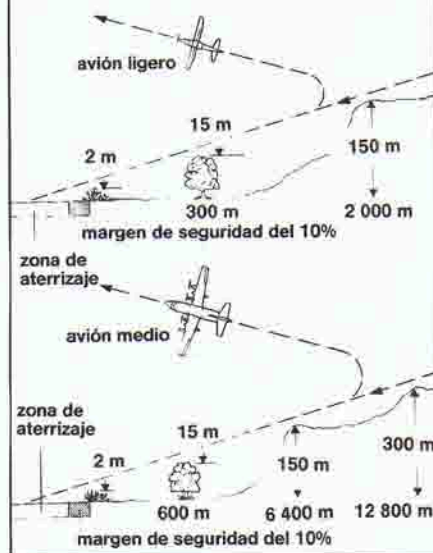 avión ligero
15 m
2 m
150 m
300 m
2 000 m
margen de seguridad del 10%
zona de
aterrizaje
avión medio
zona de
aterrizaje
15 m
2 m
150 m
300 m
600 m
6 400 m
12 800 m
margen de seguridad del 10%